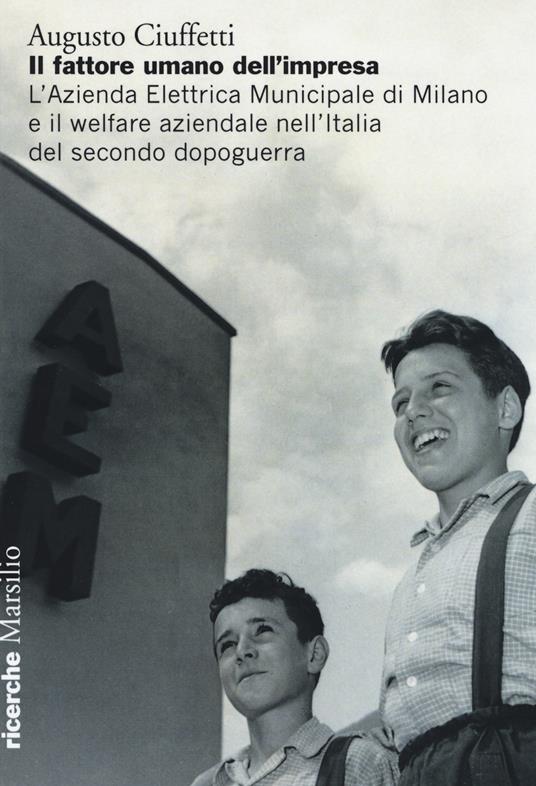 Augusto Ciuffetti
Il fattore umano dell'impresa
L'Azienda Elettrica Municipale di Milano
e il welfare aziendale nell'Italia
del secondo dopoguerra
A
E
M
ricerche Marsilio